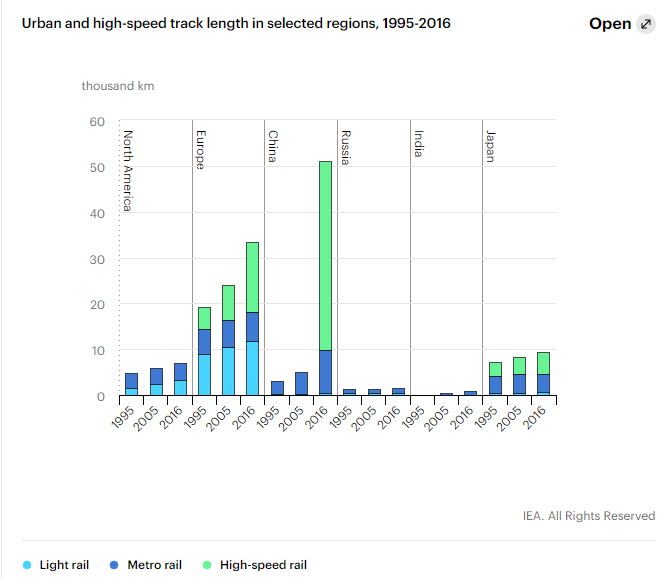 Urban and high-speed track length in selected regions, 1995-2016
Open
thousand km
60
50
40
30
20
10
0
North America
Europe
China
Russia
India
Japan
1995
2005
2016
1995
2005
2016
1995
2005
2016
1995
2005
2016
1995
2005
2016
1995
2005
2016
IEA. All Rights Reserved
Light rail
Metro rail
High-speed rail